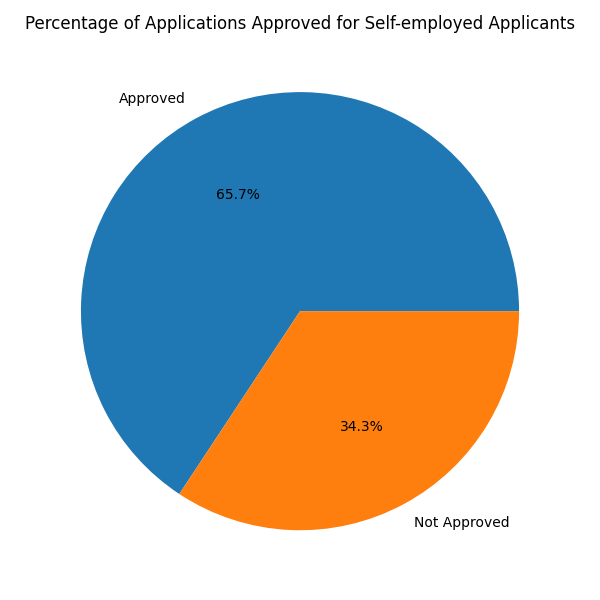 Percentage of Applications Approved for Self-employed Applicants
Approved
65.7%
34.3%
Not Approved